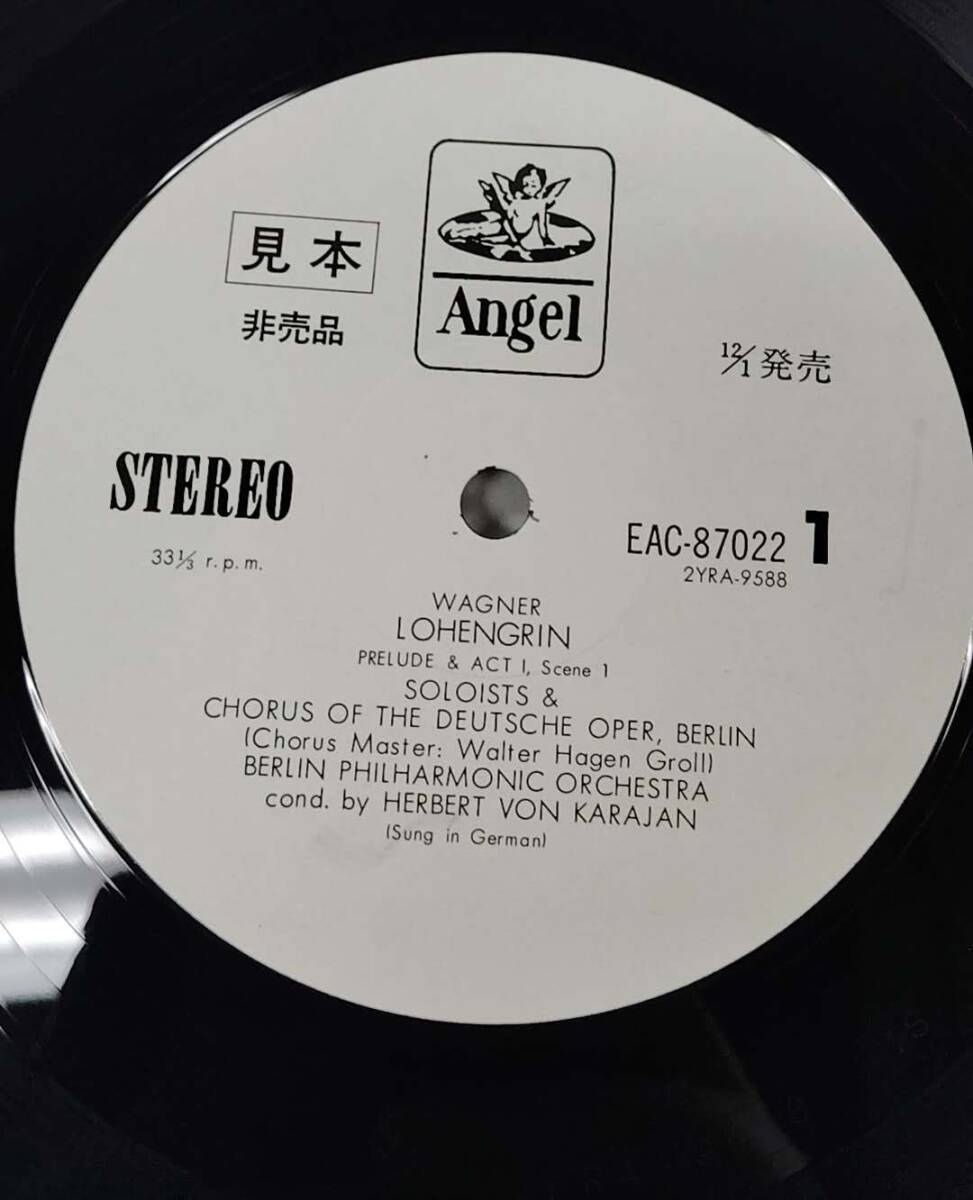 見本
非売品
Angel
12/1 発売
STEREO
33⅓ r.p.m.
EAC-87022 1
2YRA-9588
WAGNER
LOHENGRIN
PRELUDE & ACT I, Scene 1
SOLOISTS &
CHORUS OF THE DEUTSCHE OPER, BERLIN
(Chorus Master: Walter Hagen Groll)
BERLIN PHILHARMONIC ORCHESTRA
cond. by HERBERT VON KARAJAN
(Sung in German)